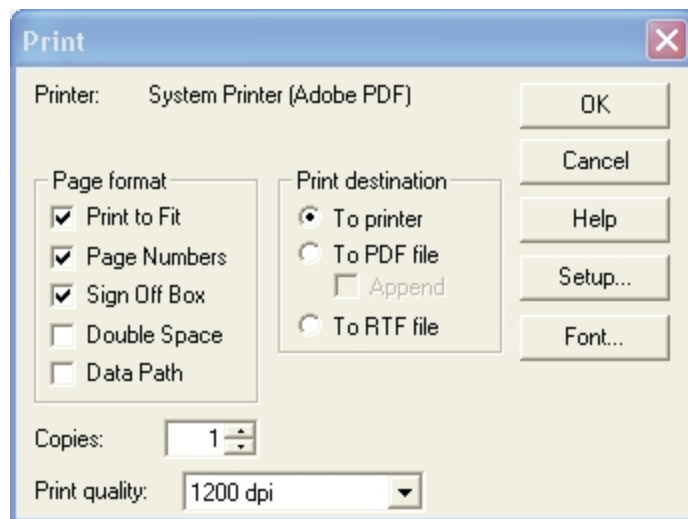 Print
Printer: System Printer (Adobe PDF)
OK
Cancel
Help
Setup...
Font...
Page format
Print to Fit
Page Numbers
Sign Off Box
Double Space
Data Path
Print destination
To printer
To PDF file
Append
To RTF file
Copies: 1
Print quality: 1200 dpi